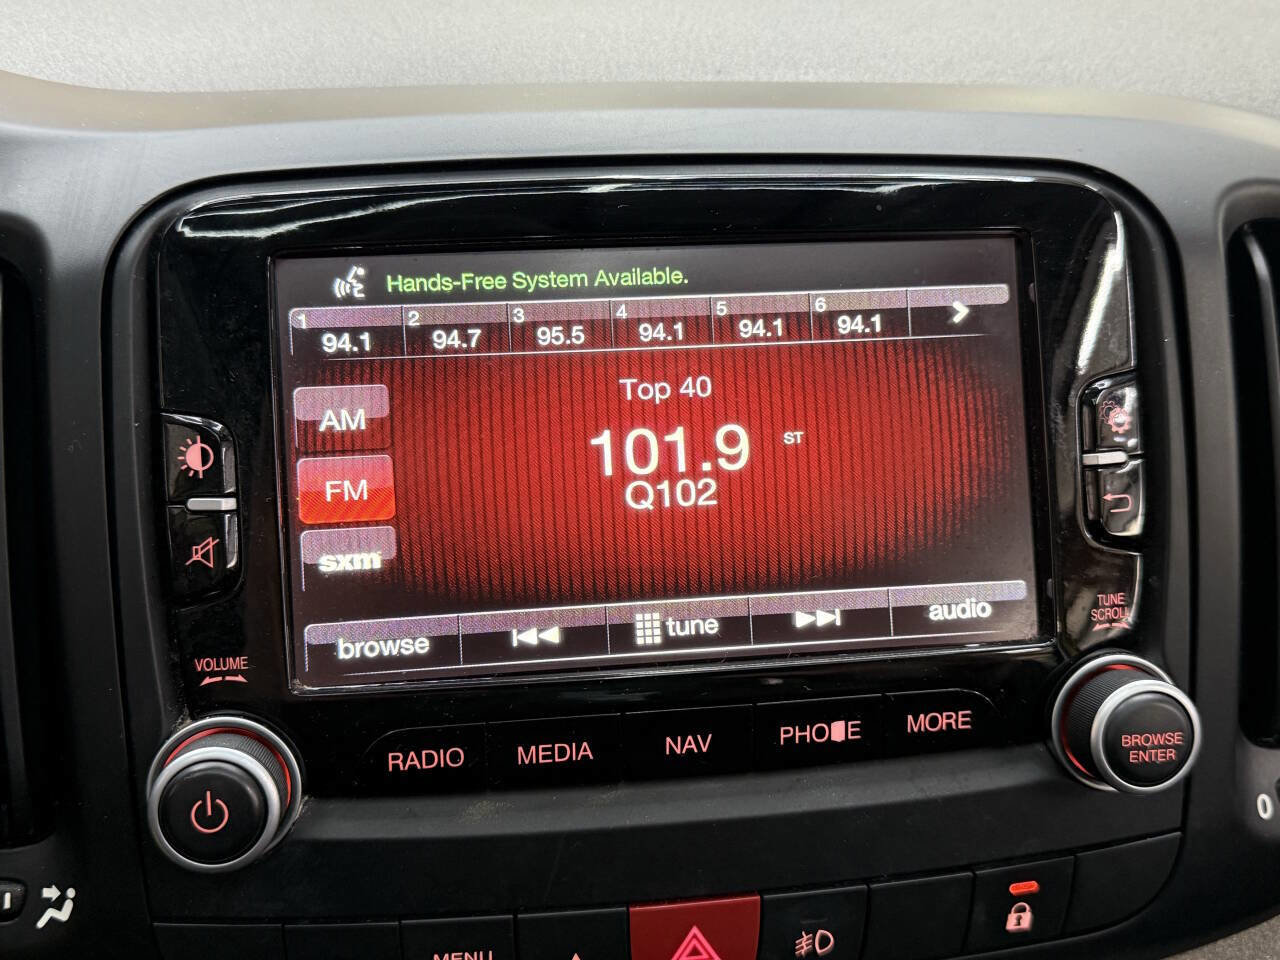 Hands-Free System Available.
1 2 3 4 5 6
94.1 94.7 95.5 94.1 94.1 94.1
Top 40
AM
101.9 ST
FM
Q102
sxm
browse tune audio
VOLUME
TUNE
SCROLL
RADIO MEDIA NAV PHONE MORE
BROWSE
ENTER
0
MENU